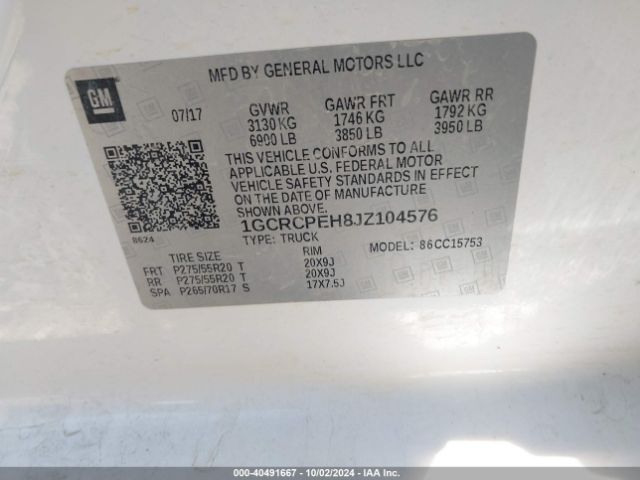 GM
MFD BY GENERAL MOTORS LLC
07/17 GVWR GAWR FRT GAWR RR
3130 KG 1746 KG 1792 KG
6900 LB 3850 LB 3950 LB
THIS VEHICLE CONFORMS TO ALL
APPLICABLE U.S. FEDERAL MOTOR
VEHICLE SAFETY STANDARDS IN EFFECT
ON THE DATE OF MANUFACTURE
SHOWN ABOVE.
1GCRCPEH8JZ104576
8624
TYPE: TRUCK MODEL: 86CC15753
TIRE SIZE RIM
FRT P275/55R20 T 20X9J
RR P275/55R20 T 20X9J
SPA P265/70R17 S 17X7.5J
© - 40491667 - 10/02/2024 - IAA Inc.